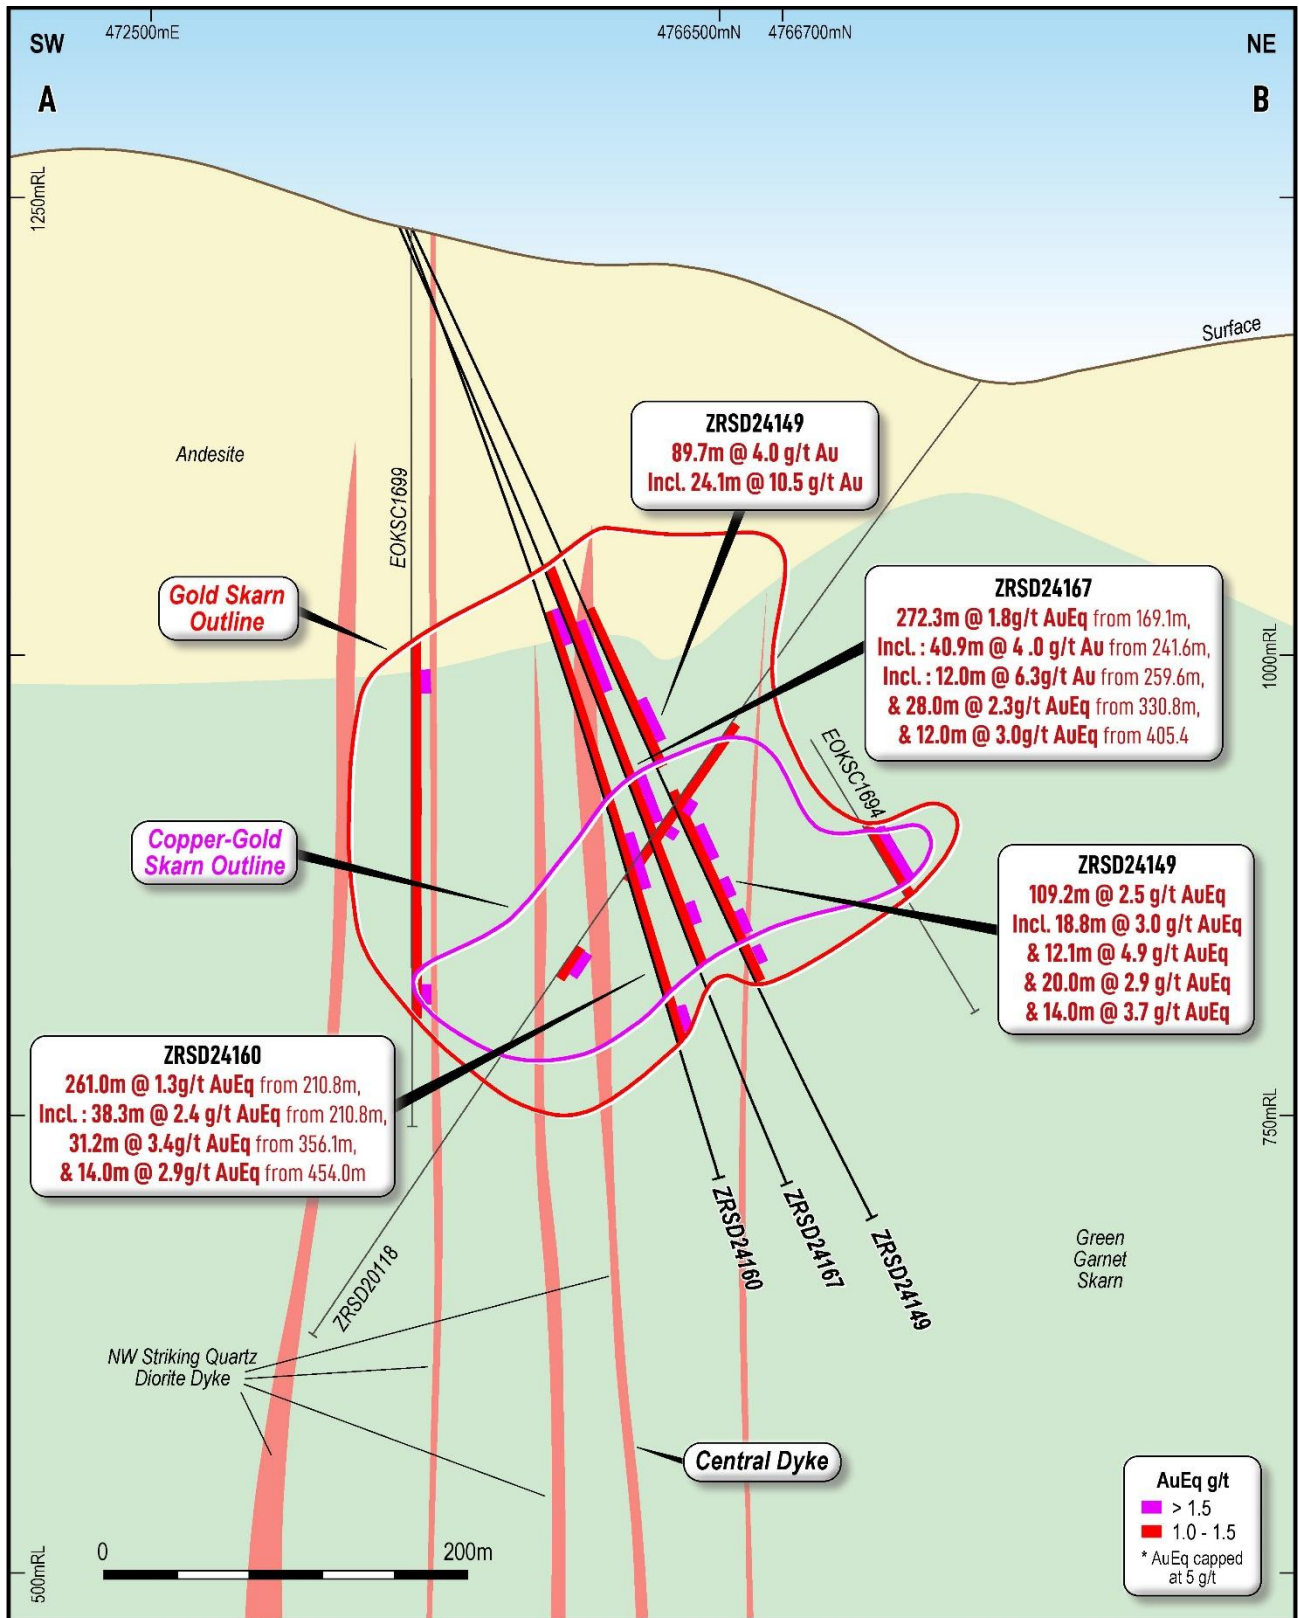 472500mE
4766500mN
4766700mN
SW
NE
A
B
1250mRL
Surface
ZRSD24149
89.7m @ 4.0 g/t Au
Incl. 24.1m @ 10.5 g/t Au
Andesite
EOKSC1699
Gold Skarn
Outline
ZRSD24167
272.3m @ 1.8g/t AuEq from 169.1m,
Incl. : 40.9m @ 4 .0 g/t Au from 241.6m,
Incl. : 12.0m @ 6.3g/t Au from 259.6m,
& 28.0m @ 2.3g/t AuEq from 330.8m,
& 12.0m @ 3.0g/t AuEq from 405.4
1000mRL
EOKSC1694
Copper-Gold
Skarn Outline
ZRSD24149
109.2m @ 2.5 g/t AuEq
Incl. 18.8m @ 3.0 g/t AuEq
& 12.1m @ 4.9 g/t AuEq
& 20.0m @ 2.9 g/t AuEq
& 14.0m @ 3.7 g/t AuEq
ZRSD24160
261.0m @ 1.3g/t AuEq from 210.8m,
Incl. : 38.3m @ 2.4 g/t AuEq from 210.8m,
31.2m @ 3.4g/t AuEq from 356.1m,
& 14.0m @ 2.9g/t AuEq from 454.0m
750mRL
ZRSD24160
ZRSD24167
ZRSD24149
ZRSD20118
Green
Garnet
Skarn
NW Striking Quartz
Diorite Dyke
Central Dyke
AuEq g/t
> 1.5
1.0 - 1.5
* AuEq capped
at 5 g/t
0
200m
500mRL